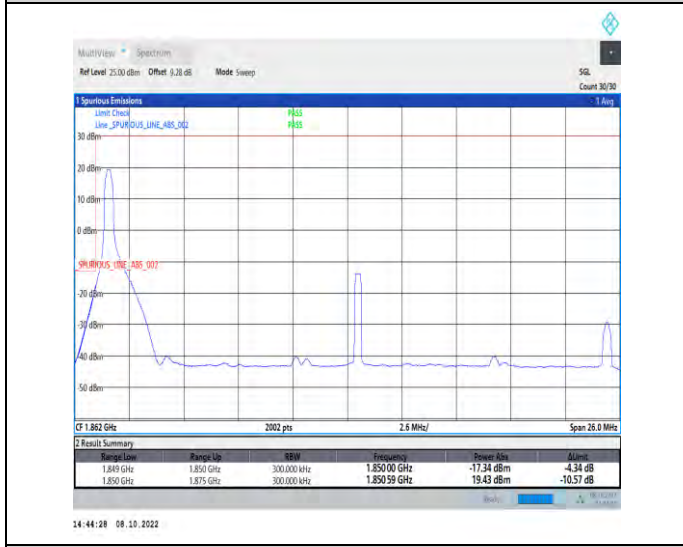 MultiView Spectrum
Ref Level 25.00 dBm Offset 9.28 dB Mode Sweep SGL
Count 30/30
1 Spurious Emissions 1 Avg
Limit Check PASS
Line _SPURIOUS_LINE_ABS_002 PASS
30 dBm
20 dBm
10 dBm
0 dBm
_SPURIOUS_LINE_ABS_002
-20 dBm
-30 dBm
-40 dBm
-50 dBm
CF 1.862 GHz 2002 pts 2.6 MHz/ Span 26.0 MHz
2 Result Summary
Range Low Range Up RBW Frequency Power Abs ΔLimit
1.849 GHz 1.850 GHz 300.000 kHz 1.85000 GHz -17.34 dBm -4.34 dB
1.850 GHz 1.875 GHz 300.000 kHz 1.85059 GHz 19.43 dBm -10.57 dB
14:44:28 08.10.2022